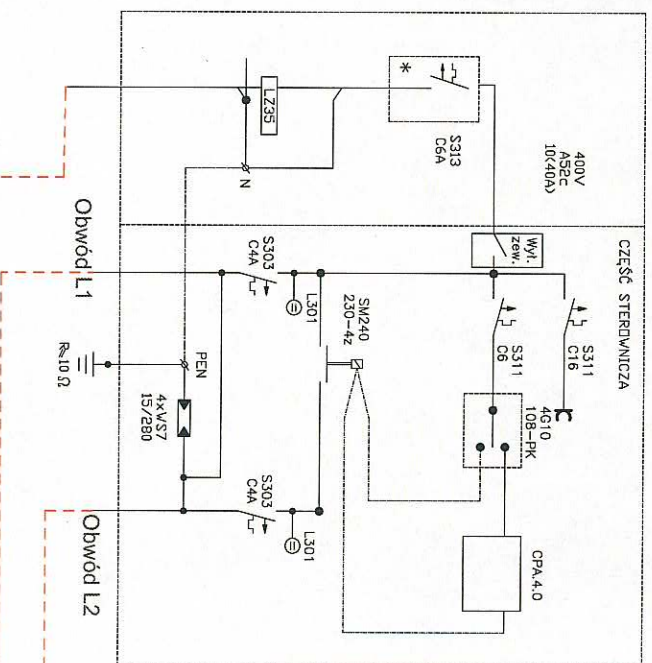 CZĘŚĆ STEROWNICZA
400V
A52c
10(40A)
*
S313
C6A
LZ35
N
Wył.
zew.
S311
C16
S311
C6
4G10
108-PK
CPA.4.0
SM240
230-4z
S303
C4A
L301
S303
C4A
L301
PEN
4xWS7
15/280
R≤10 Ω
Obwód L1
Obwód L2